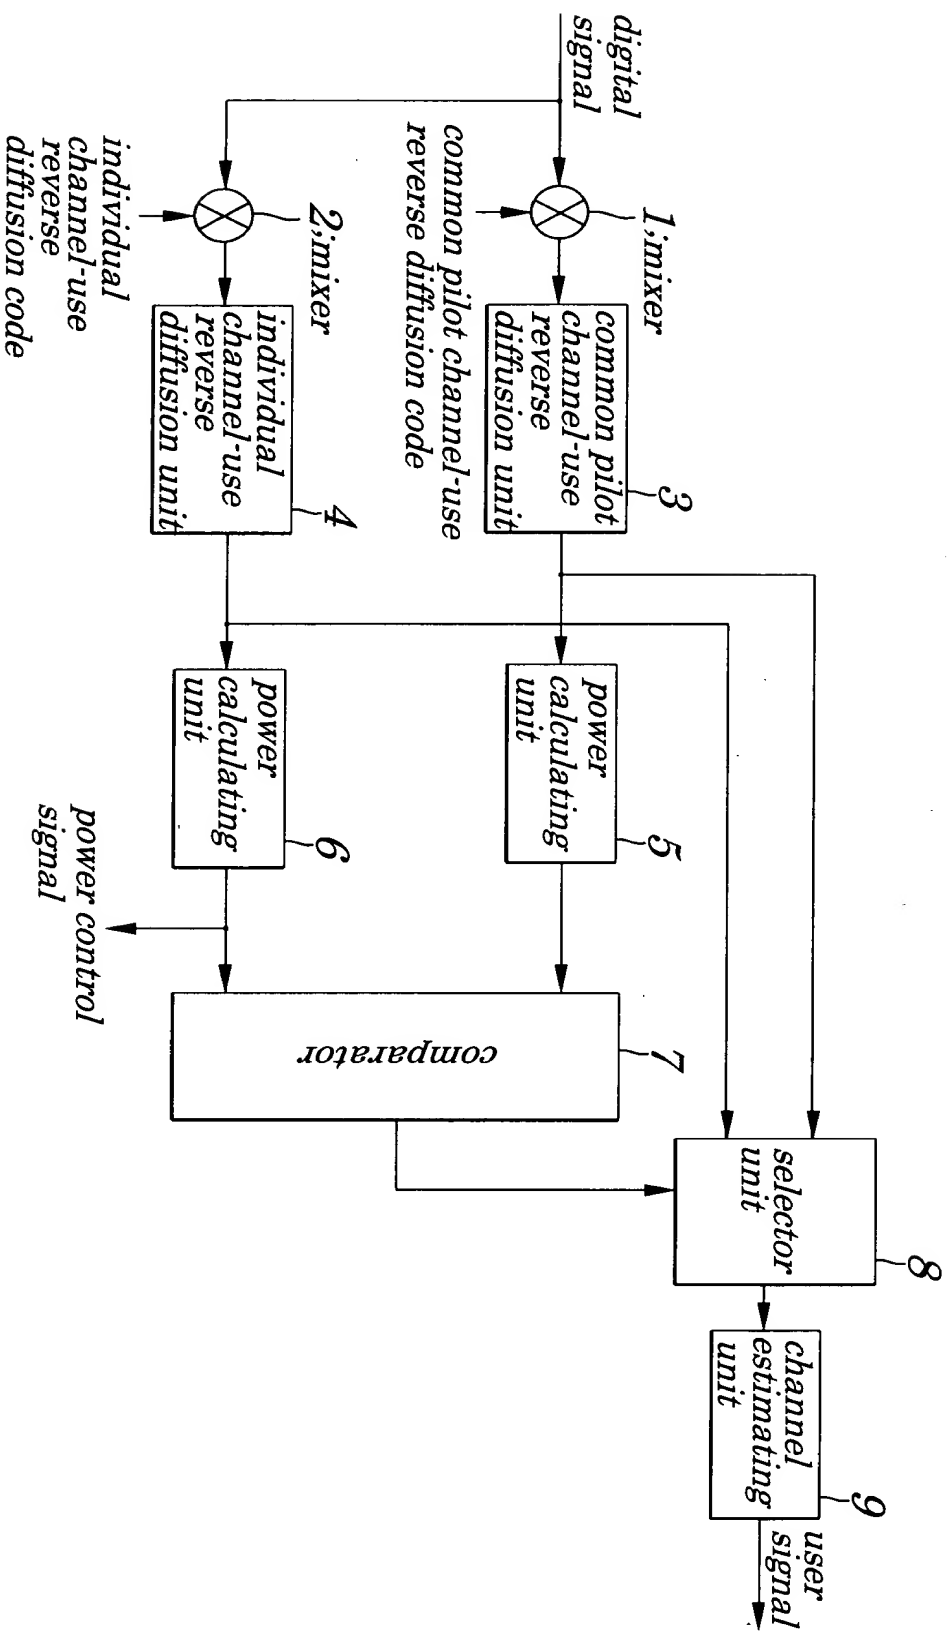 digital
signal
1;mixer
common pilot channel-use
reverse diffusion code
2;mixer
individual
channel-use
reverse
diffusion code
common pilot
channel-use
reverse
diffusion unit
3
individual
channel-use
reverse
diffusion unit
4
power
calculating
unit
5
power
calculating
unit
6
power control
signal
comparator
7
selector
unit
8
channel
estimating
unit
9
user
signal